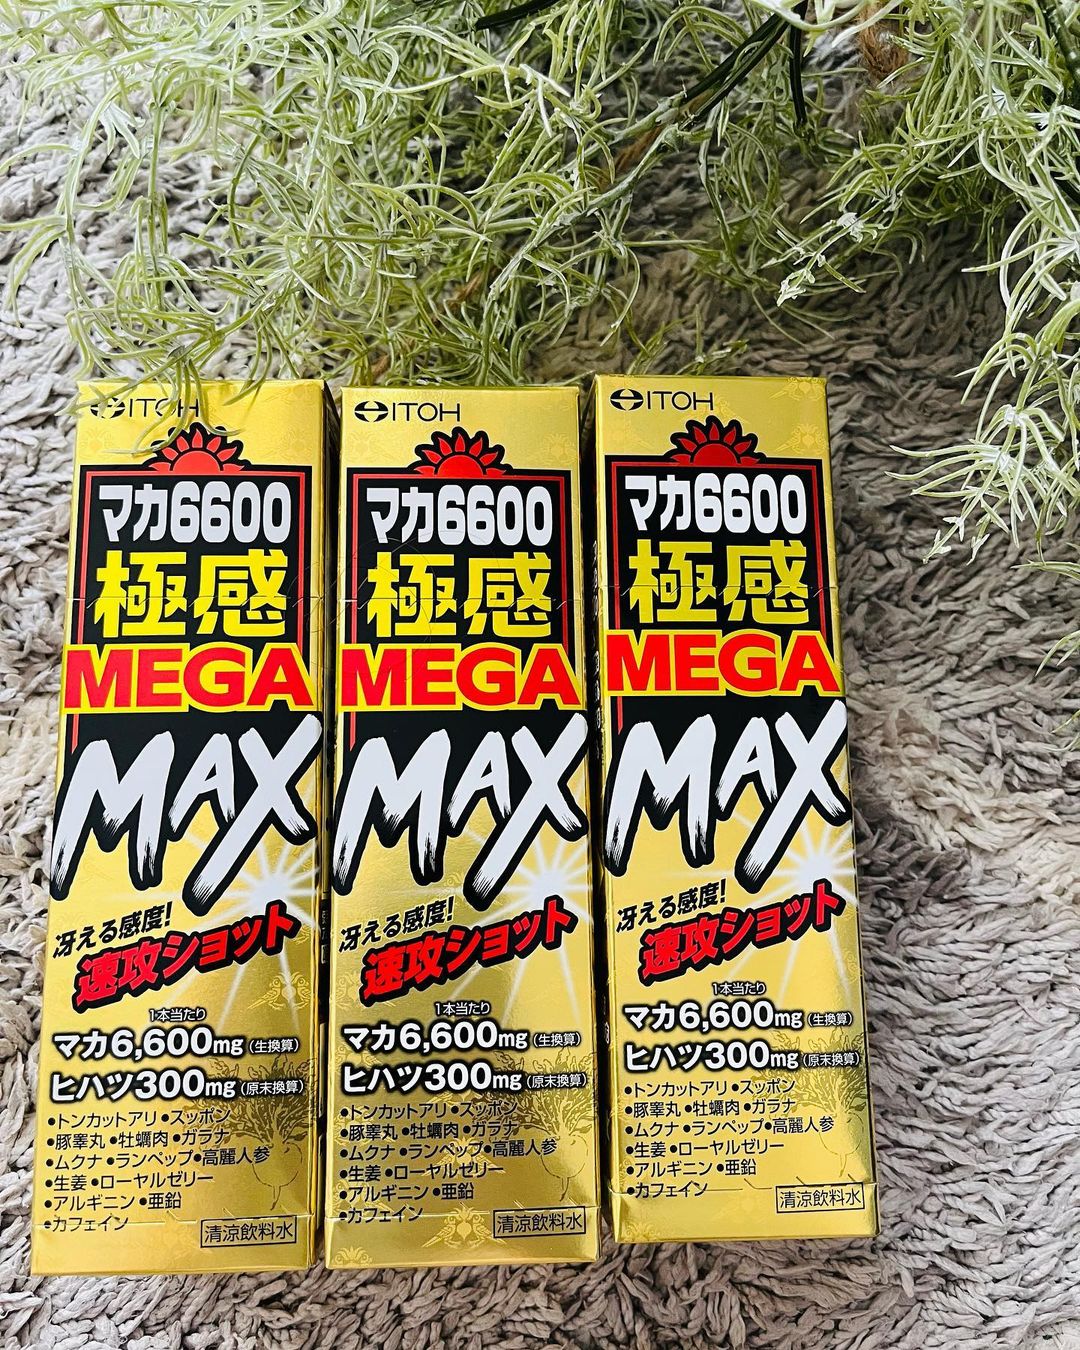 ITOH
マカ6600
極感
MEGA
MAX
冴える感度!
速攻ショット
1本当たり
マカ6,600mg(生換算)
ヒハツ300mg(原末換算)
•トンカットアリ •スッポン
•豚睾丸 •牡蠣肉 •ガラナ
•ムクナ •ランペップ •高麗人参
•生姜 •ローヤルゼリー
•アルギニン •亜鉛
•カフェイン
清涼飲料水
ITOH
マカ6600
極感
MEGA
MAX
冴える感度!
速攻ショット
1本当たり
マカ6,600mg(生換算)
ヒハツ300mg(原末換算)
•トンカットアリ •スッポン
•豚睾丸 •牡蠣肉 •ガラナ
•ムクナ •ランペップ •高麗人参
•生姜 •ローヤルゼリー
•アルギニン •亜鉛
•カフェイン
清涼飲料水
ITOH
マカ6600
極感
MEGA
MAX
冴える感度!
速攻ショット
1本当たり
マカ6,600mg(生換算)
ヒハツ300mg(原末換算)
•トンカットアリ •スッポン
•豚睾丸 •牡蠣肉 •ガラナ
•ムクナ •ランペップ •高麗人参
•生姜 •ローヤルゼリー
•アルギニン •亜鉛
•カフェイン
清涼飲料水